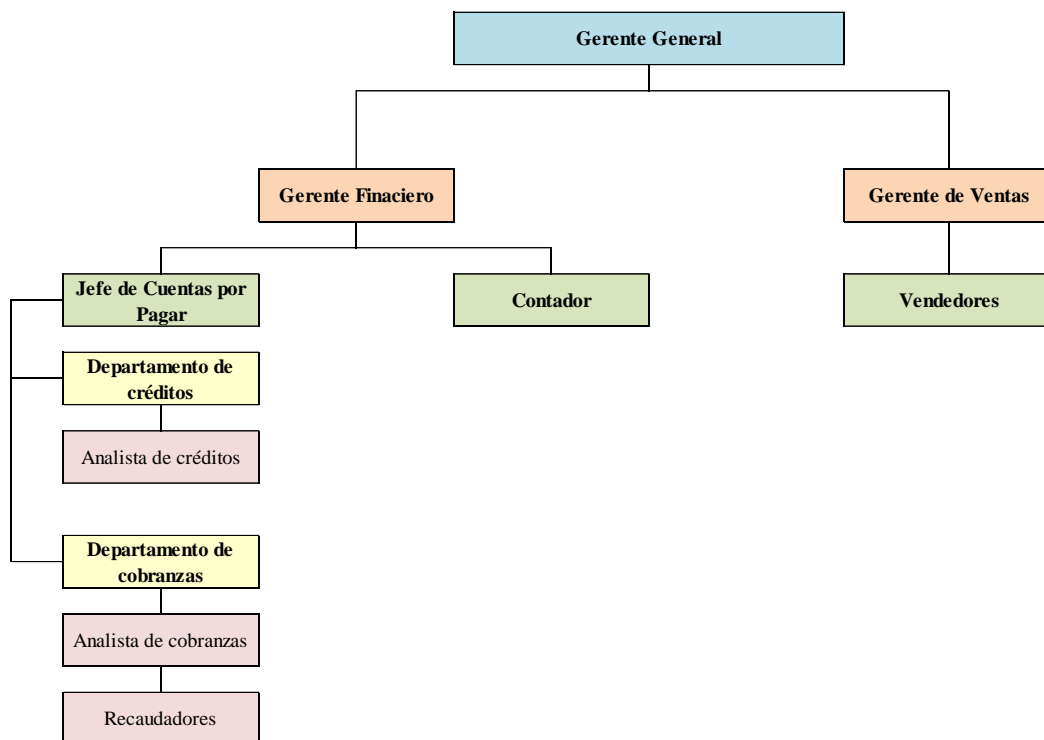 Gerente General
Gerente Finaciero
Gerente de Ventas
Jefe de Cuentas por
Pagar
Contador
Vendedores
Departamento de
créditos
Analista de créditos
Departamento de
cobranzas
Analista de cobranzas
Recaudadores